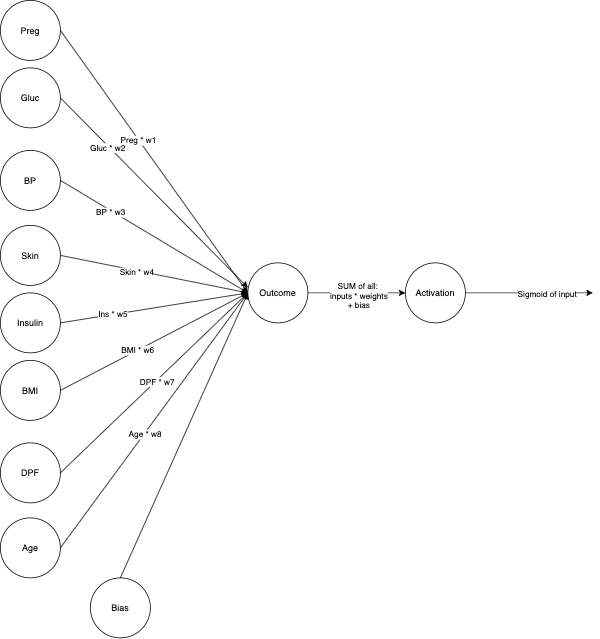 Preg
Gluc
Preg * w1
Gluc * w2
BP
BP * w3
Skin
Skin * w4
Outcome
SUM of all:
inputs * weights
+ bias
Activation
Sigmoid of input
Insulin
Ins * w5
BMI * w6
BMI
DPF * w7
Age * w8
DPF
Age
Bias